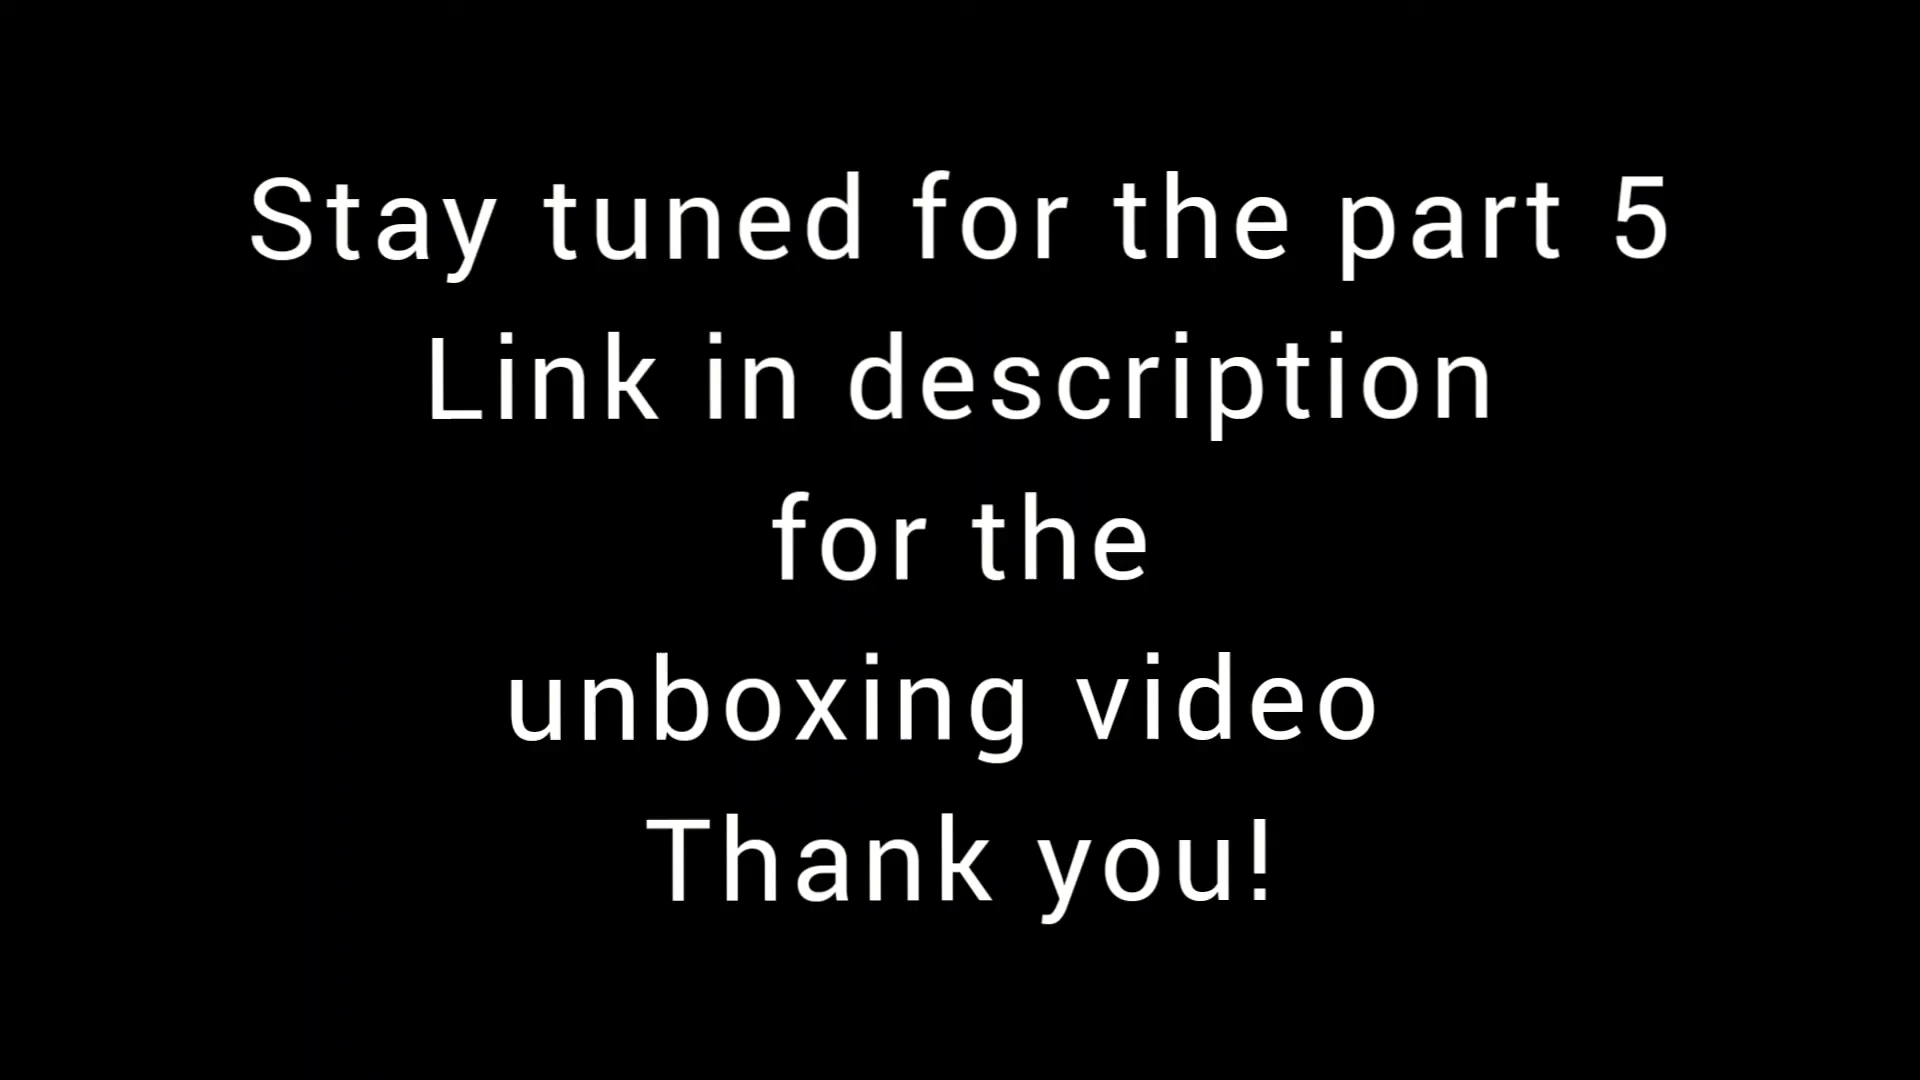 Stay tuned for the part 5
Link in description
for the
unboxing video
Thank you!